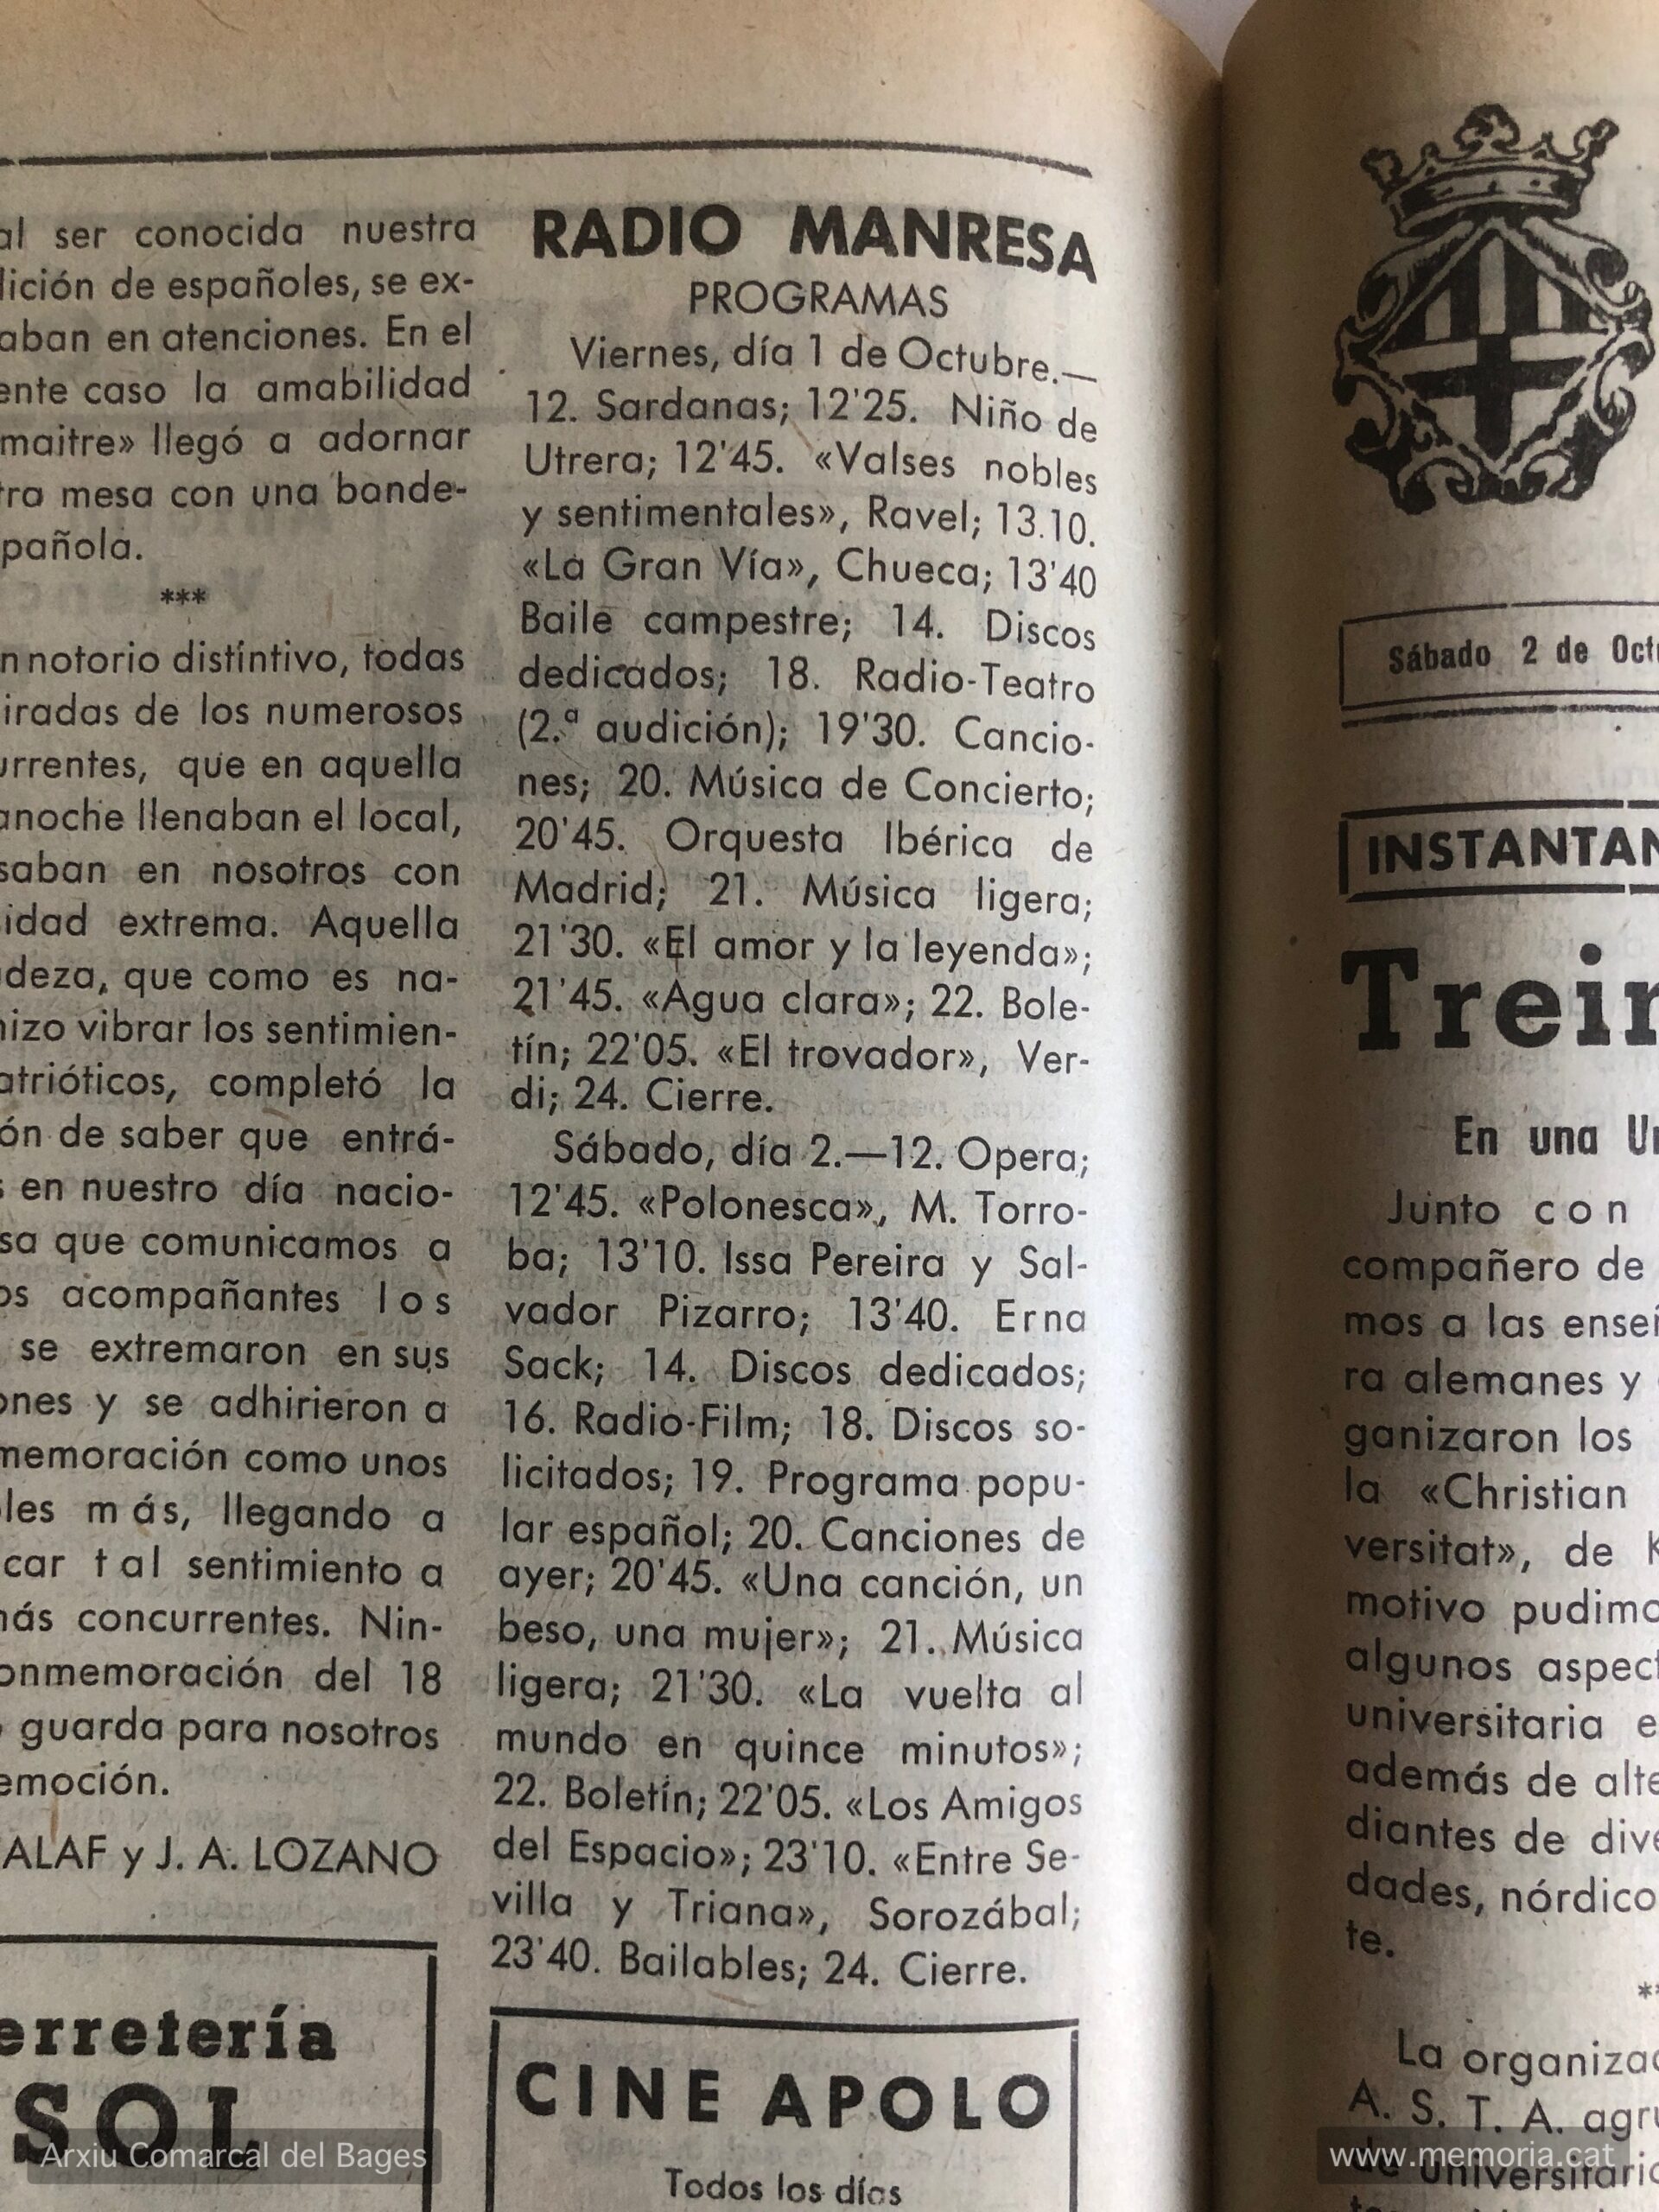 al ser conocida nuestra
dición de españoles, se ex-
aban en atenciones. En el
ente caso la amabilidad
maitre» llegó a adornar
tra mesa con una bande-
pañola.
***
n notorio distintivo, todas
iradas de los numerosos
urrentes, que en aquella
anoche llenaban el local,
saban en nosotros con
sidad extrema. Aquella
deza, que como es na-
hizo vibrar los sentimien-
atrióticos, completó la
ón de saber que entrá-
s en nuestro día nacio-
sa que comunicamos a
os acompañantes los
se extremaron en sus
ones y se adhirieron a
memoración como unos
les más, llegando a
car tal sentimiento a
más concurrentes. Nin-
onmemoración del 18
guarda para nosotros
emoción.
ALAF y J. A. LOZANO
erretería
SOL
RADIO MANRESA
PROGRAMAS
Viernes, día 1 de Octubre.—
12. Sardanas; 12'25. Niño de
Utrera; 12'45. «Valses nobles
y sentimentales», Ravel; 13.10.
«La Gran Vía», Chueca; 13'40
Baile campestre; 14. Discos
dedicados; 18. Radio-Teatro
(2.ª audición); 19'30. Cancio-
nes; 20. Música de Concierto;
20'45. Orquesta Ibérica de
Madrid; 21. Música ligera;
21'30. «El amor y la leyenda»;
21'45. «Agua clara»; 22. Bole-
tín; 22'05. «El trovador», Ver-
di; 24. Cierre.
Sábado, día 2.—12. Opera;
12'45. «Polonesca», M. Torro-
ba; 13'10. Issa Pereira y Sal-
vador Pizarro; 13'40. Erna
Sack; 14. Discos dedicados;
16. Radio-Film; 18. Discos so-
licitados; 19. Programa popu-
lar español; 20. Canciones de
ayer; 20'45. «Una canción, un
beso, una mujer»; 21. Música
ligera; 21'30. «La vuelta al
mundo en quince minutos»;
22. Boletín; 22'05. «Los Amigos
del Espacio»; 23'10. «Entre Se-
villa y Triana», Sorozábal;
23'40. Bailables; 24. Cierre.
CINE APOLO
Todos los días
Sábado 2 de Octu
INSTANTAN
Trein
En una Un
Junto con
compañero de
mos a las enseñ
ra alemanes y
ganizaron los
la «Christian
versitat», de K
motivo pudimo
algunos aspect
universitaria e
además de alte
diantes de dive
dades, nórdico
te.
**
La organizac
A. S. T. A. agru
de universitario
Arxiu Comarcal del Bages
www.memoria.cat